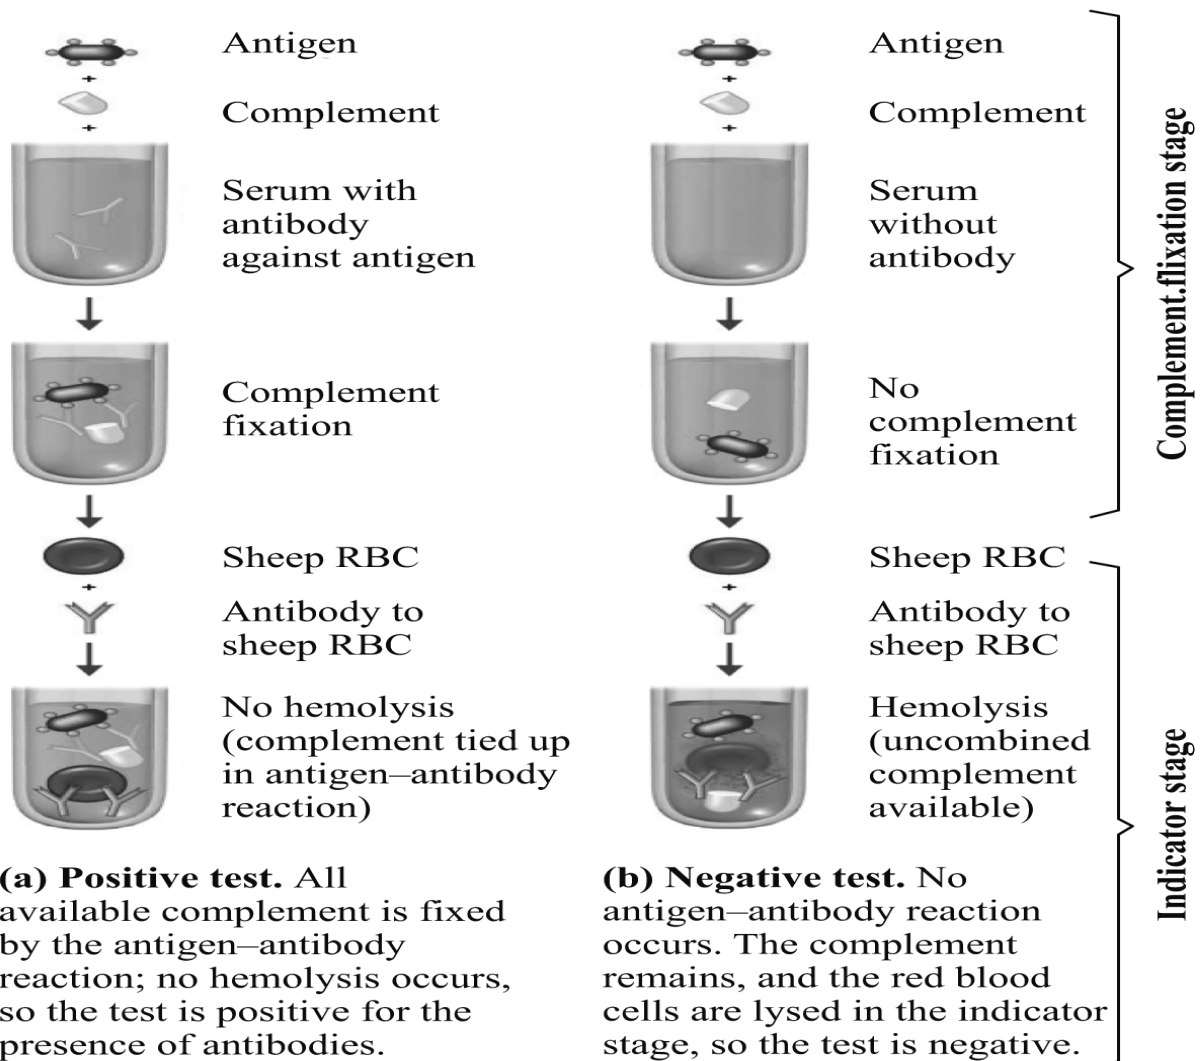 Antigen
+
Complement
+
Serum with
antibody
against antigen
Complement
fixation
Sheep RBC
+
Antibody to
sheep RBC
No hemolysis
(complement tied up
in antigen–antibody
reaction)
(a) Positive test. All
available complement is fixed
by the antigen–antibody
reaction; no hemolysis occurs,
so the test is positive for the
presence of antibodies.
Antigen
+
Complement
+
Serum
without
antibody
No
complement
fixation
Sheep RBC
+
Antibody to
sheep RBC
Hemolysis
(uncombined
complement
available)
(b) Negative test. No
antigen–antibody reaction
occurs. The complement
remains, and the red blood
cells are lysed in the indicator
stage, so the test is negative.
Complement.flixation stage
Indicator stage